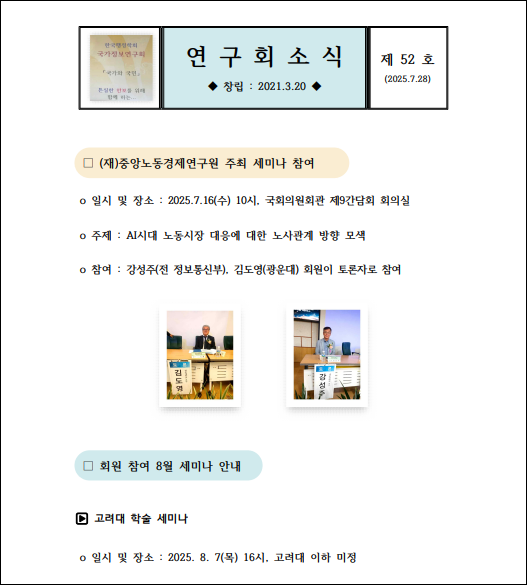 한국행정학회
국가정보연구회
「국가와 국민」
튼실한 안보를 위해
함께 하는
연 구 회 소 식
◆ 창립 : 2021.3.20 ◆
제 52 호
(2025.7.28)
□ (재)중앙노동경제연구원 주최 세미나 참여
o 일시 및 장소 : 2025.7.16(수) 10시, 국회의원회관 제9간담회 회의실
o 주제 : AI시대 노동시장 대응에 대한 노사관계 방향 모색
o 참여 : 강성주(전 정보통신부), 김도영(광운대) 회원이 토론자로 참여
토 론
김도영
토 론
강성주
□ 회원 참여 8월 세미나 안내
▶ 고려대 학술 세미나
o 일시 및 장소 : 2025. 8. 7(목) 16시, 고려대 이하 미정